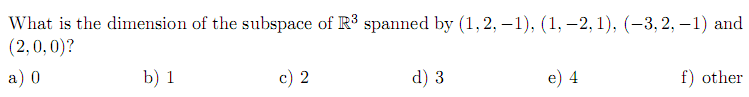 What is the dimension of the subspace of ℝ³ spanned by (1, 2, −1), (1, −2, 1), (−3, 2, −1) and
(2, 0, 0)?
a) 0 b) 1 c) 2 d) 3 e) 4 f) other